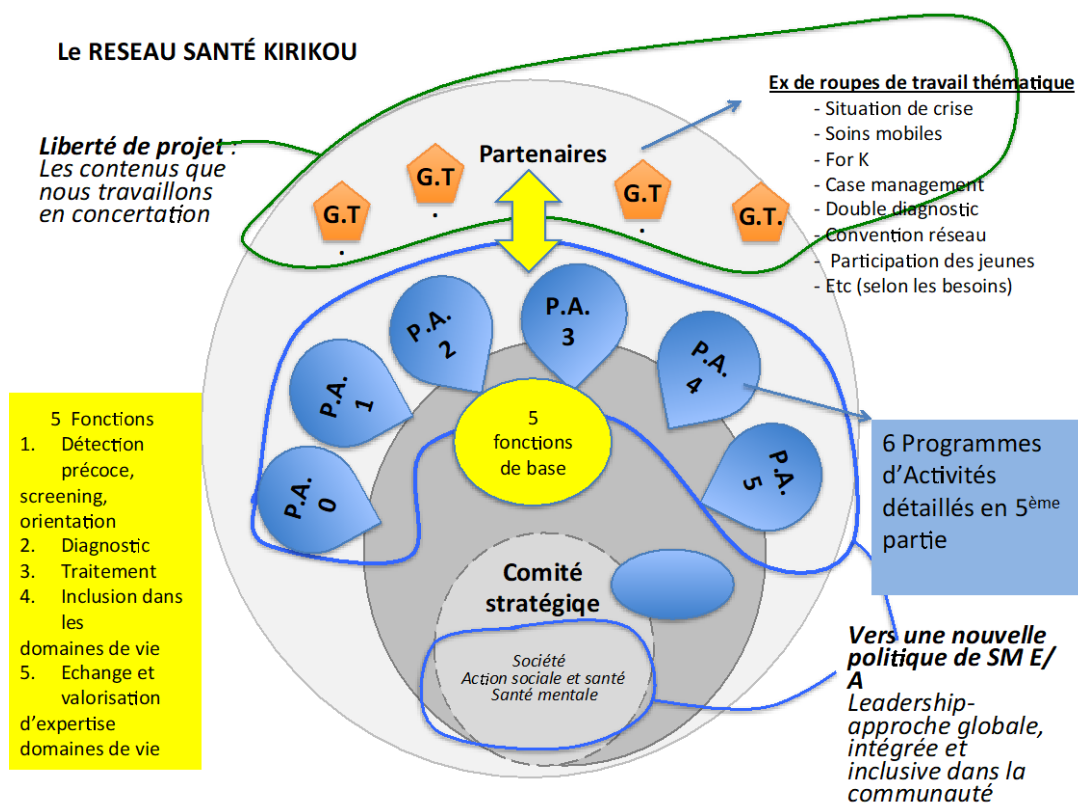 Le RESEAU SANTÉ KIRIKOU
Ex de roupes de travail thématique
- Situation de crise
- Soins mobiles
- For K
- Case management
- Double diagnostic
- Convention réseau
- Participation des jeunes
- Etc (selon les besoins)
Liberté de projet :
Les contenus que
nous travaillons
en concertation
Partenaires
G.T
.
G.T
.
G.T
.
G.T.
P.A.
0
P.A.
1
P.A.
2
P.A.
3
P.A.
4
P.A.
5
5
fonctions
de base
5 Fonctions
1. Détection
précoce,
screening,
orientation
2. Diagnostic
3. Traitement
4. Inclusion dans
les
domaines de vie
5. Echange et
valorisation
d’expertise
domaines de vie
6 Programmes
d’Activités
détaillés en 5ème
partie
Comité
stratégiqe
Société
Action sociale et santé
Santé mentale
Vers une nouvelle
politique de SM E/
A
Leadership-
approche globale,
intégrée et
inclusive dans la
communauté